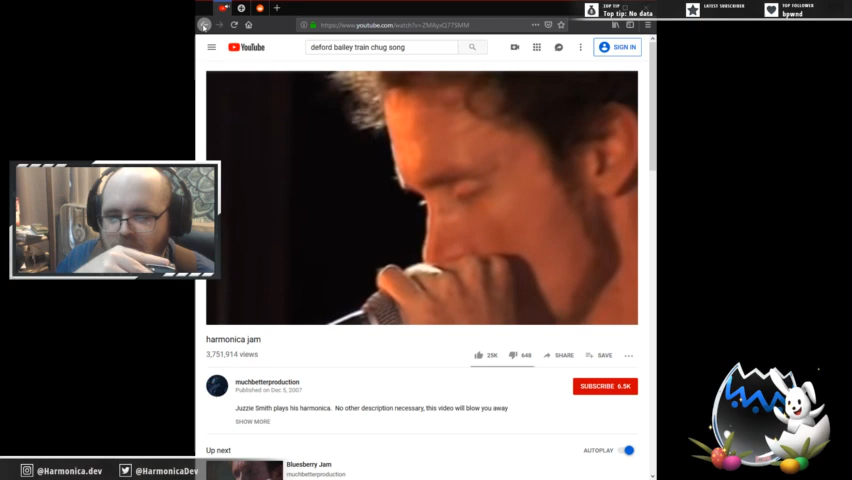 TOP TIP
Top tip: No data
LATEST SUBSCRIBER
TOP FOLLOWER
bpwnd
https://www.youtube.com/watch?v=ZMAyxQ77SMM
YouTube
deford bailey train chug song
SIGN IN
harmonica jam
3,751,914 views
25K
648
SHARE
SAVE
muchbetterproduction
Published on Dec 5, 2007
SUBSCRIBE 6.5K
Juzzie Smith plays his harmonica. No other description necessary, this video will blow you away
SHOW MORE
Up next
AUTOPLAY
Bluesberry Jam
muchbetterproduction
@Harmonica.dev
@HarmonicaDev